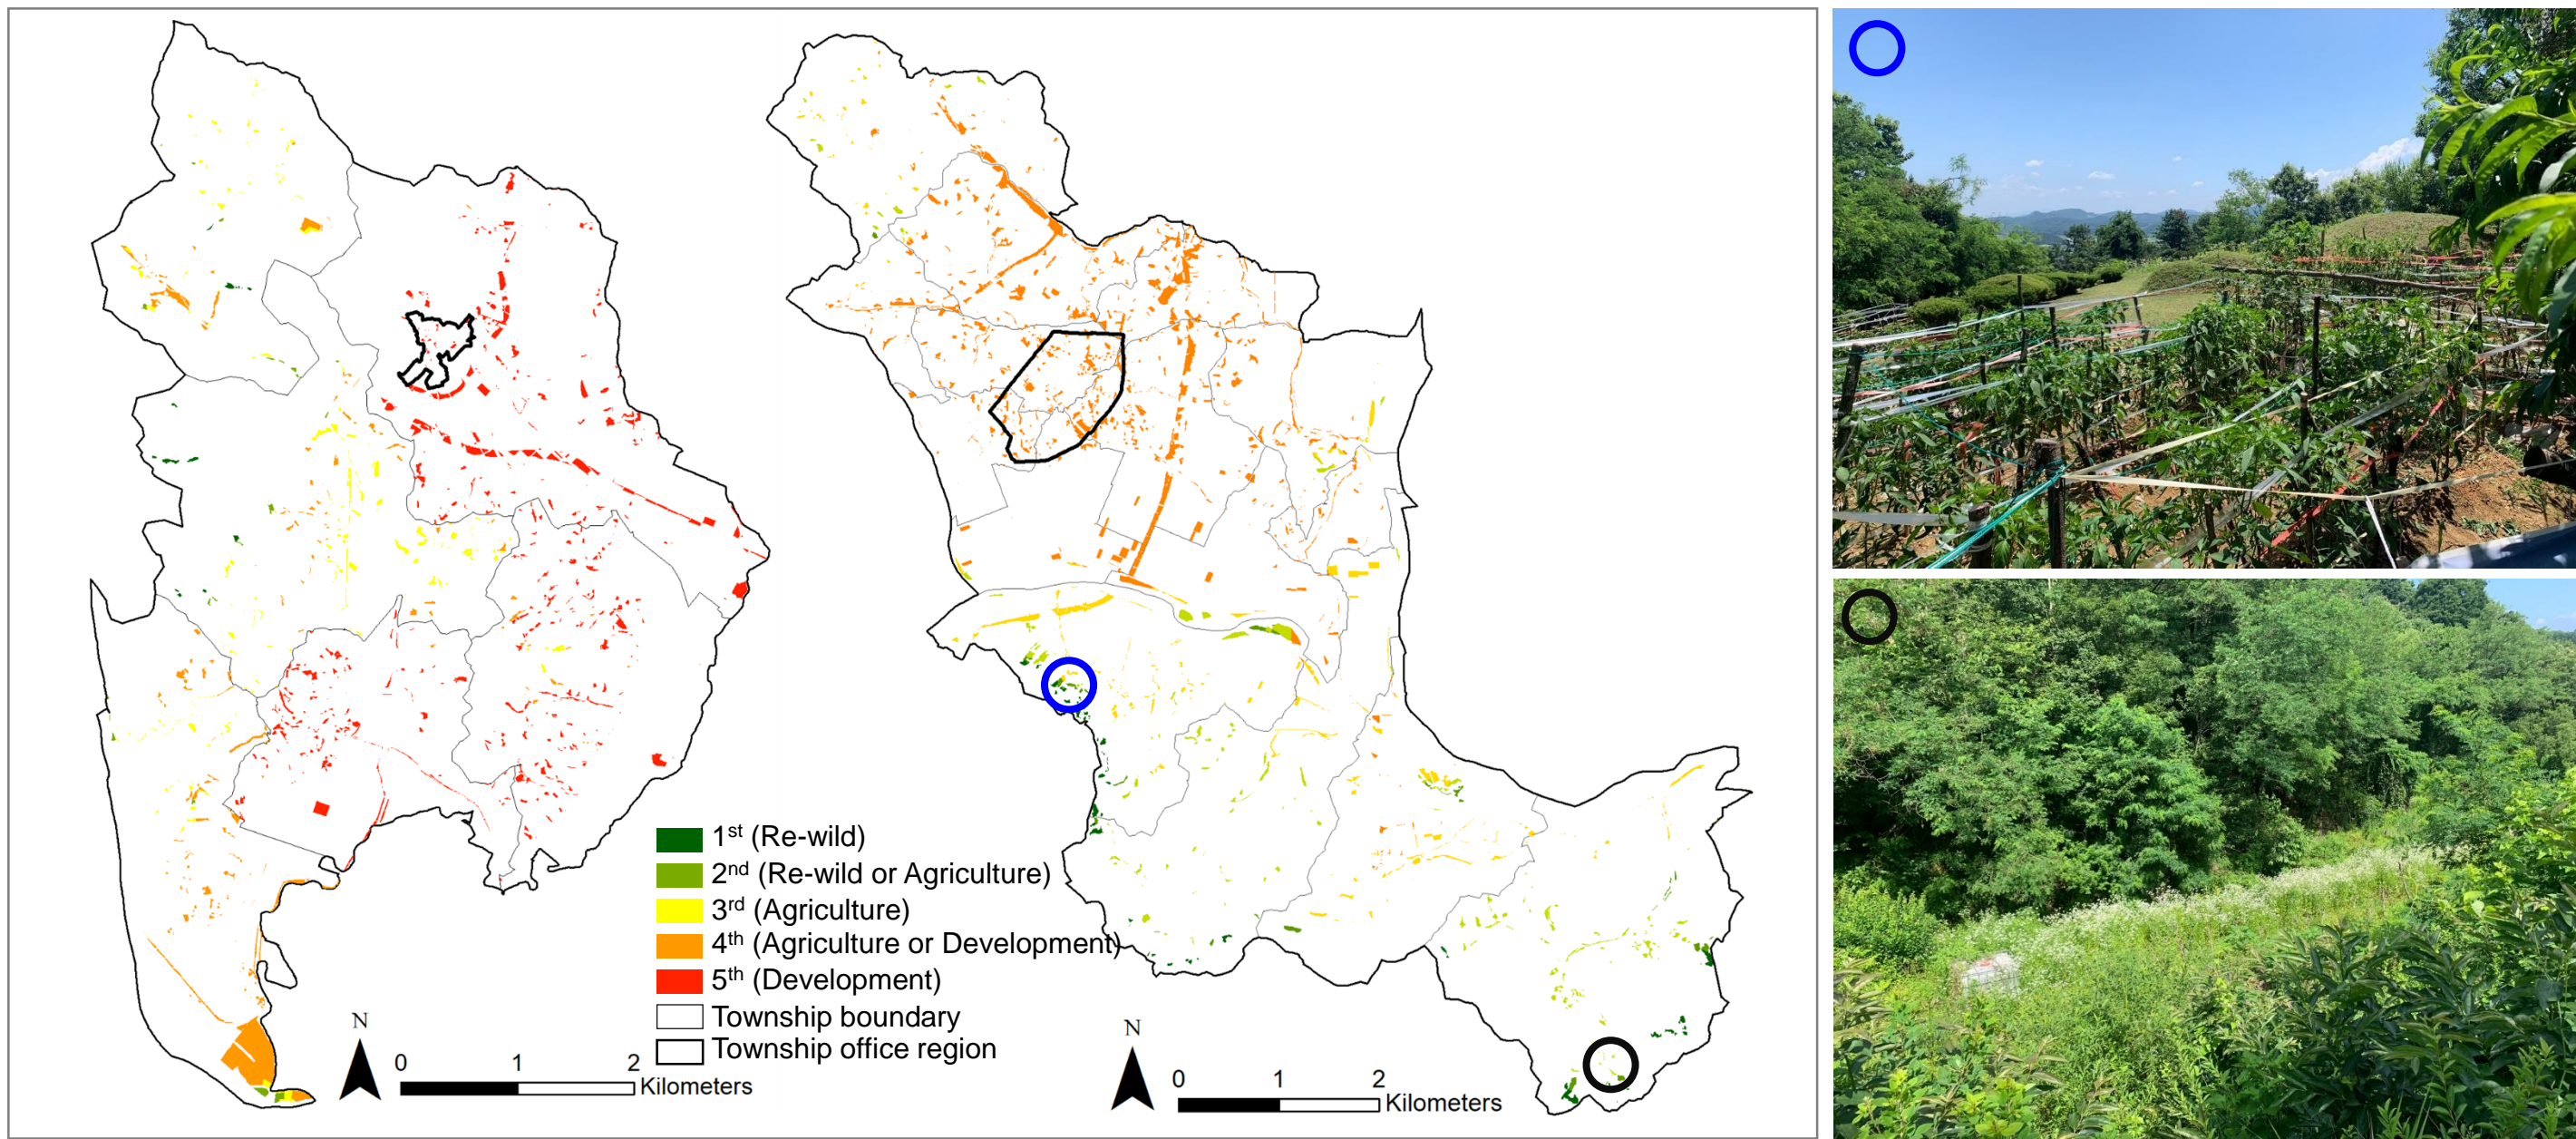 1st (Re-wild)
2nd (Re-wild or Agriculture)
3rd (Agriculture)
4th (Agriculture or Development)
5th (Development)
Township boundary
Township office region
N
0 1 2
Kilometers
N
0 1 2
Kilometers